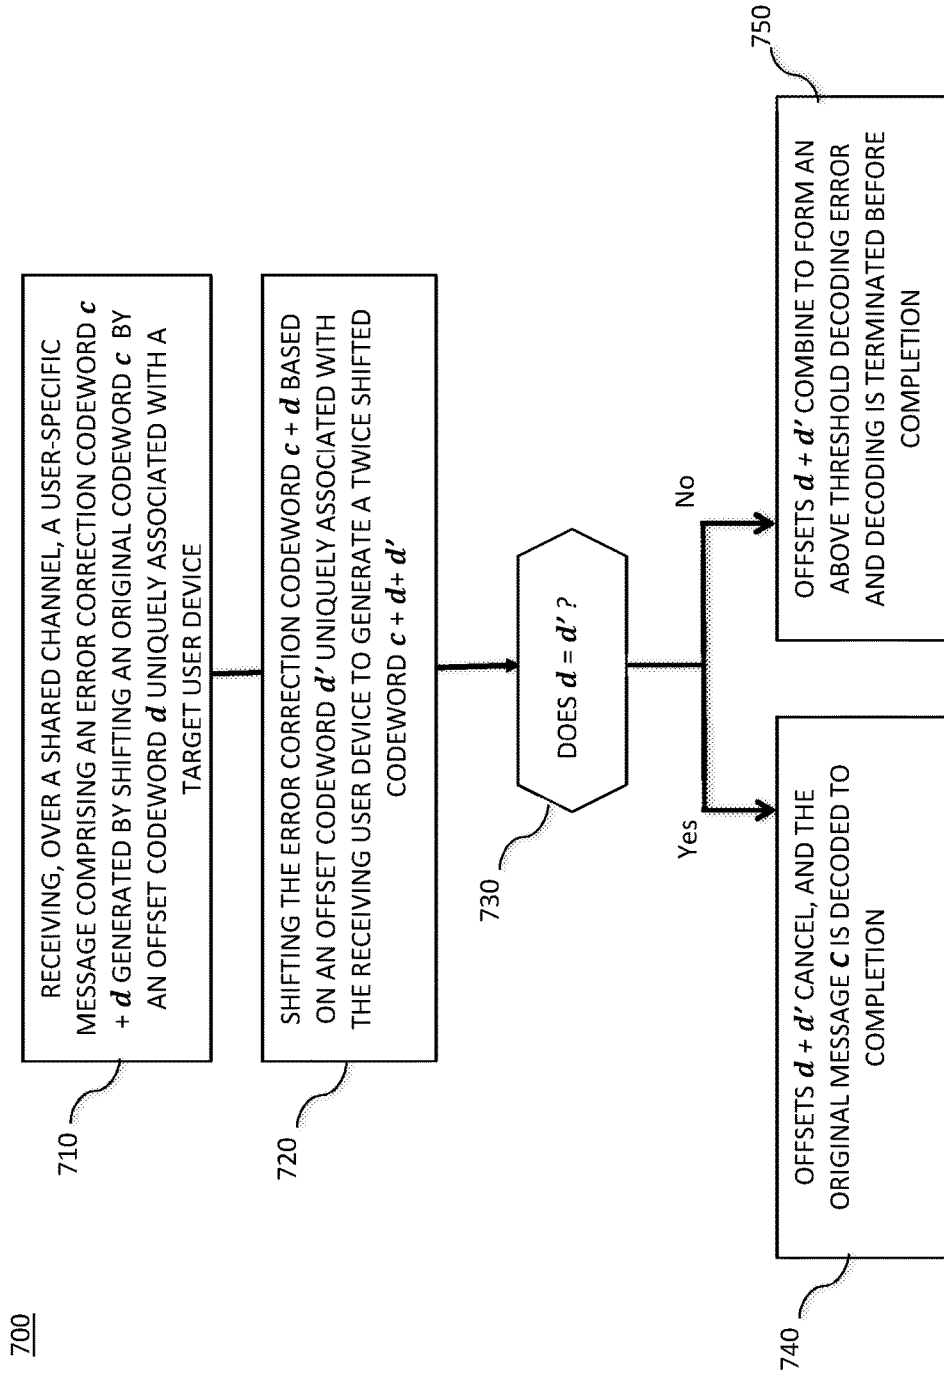 700
710
RECEIVING, OVER A SHARED CHANNEL, A USER-SPECIFIC
MESSAGE COMPRISING AN ERROR CORRECTION CODEWORD c
+ d GENERATED BY SHIFTING AN ORIGINAL CODEWORD c BY
AN OFFSET CODEWORD d UNIQUELY ASSOCIATED WITH A
TARGET USER DEVICE
720
SHIFTING THE ERROR CORRECTION CODEWORD c + d BASED
ON AN OFFSET CODEWORD d' UNIQUELY ASSOCIATED WITH
THE RECEIVING USER DEVICE TO GENERATE A TWICE SHIFTED
CODEWORD c + d+ d'
730
DOES d = d' ?
Yes
No
740
OFFSETS d + d' CANCEL, AND THE
ORIGINAL MESSAGE C IS DECODED TO
COMPLETION
750
OFFSETS d + d' COMBINE TO FORM AN
ABOVE THRESHOLD DECODING ERROR
AND DECODING IS TERMINATED BEFORE
COMPLETION